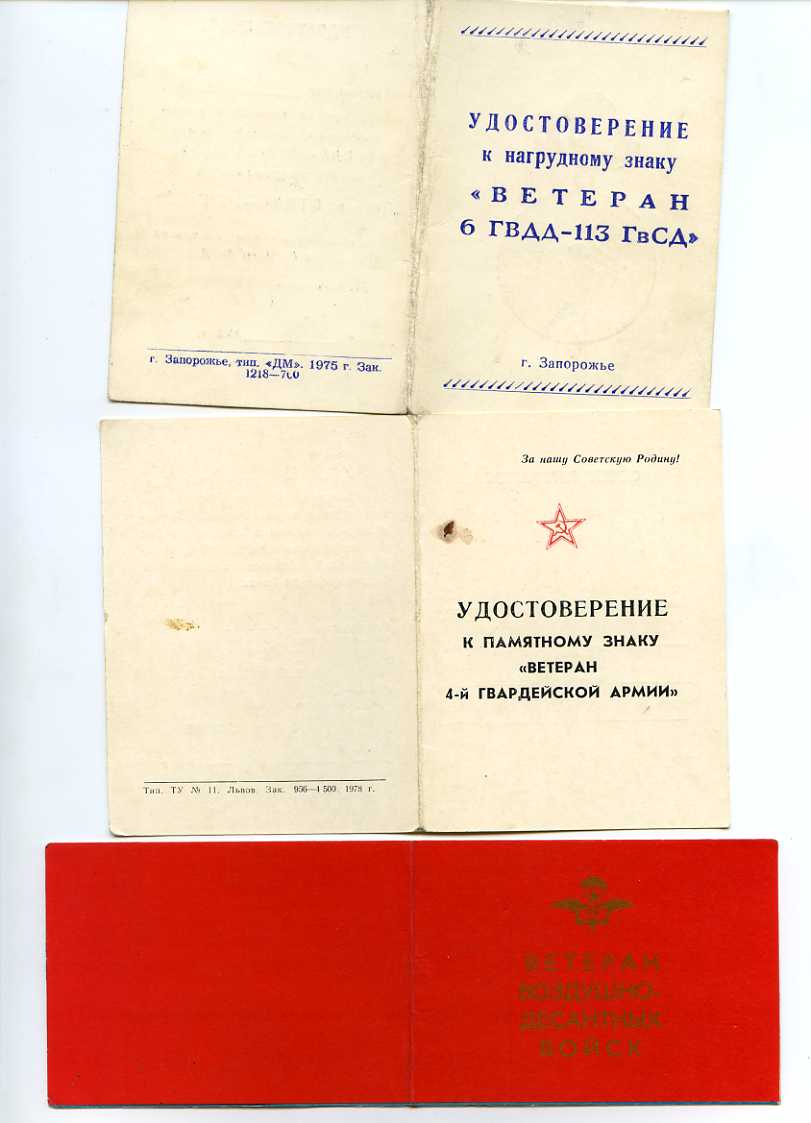 УДОСТОВЕРЕНИЕ
к нагрудному знаку
«ВЕТЕРАН
6 ГВДД–113 ГвСД»
г. Запорожье
г. Запорожье, тип. «ДМ». 1975 г. Зак.
1218—700
За нашу Советскую Родину!
УДОСТОВЕРЕНИЕ
К ПАМЯТНОМУ ЗНАКУ
«ВЕТЕРАН
4-й ГВАРДЕЙСКОЙ АРМИИ»
Тип. ТУ № 11. Львов. Зак. 956—4 500. 1978 г.
ВЕТЕРАН
ВОЗДУШНО-
ДЕСАНТНЫХ
ВОЙСК